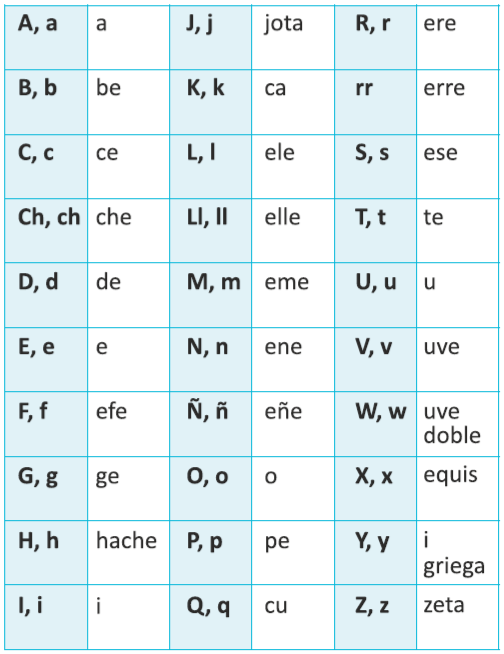 A, a a J, j jota R, r ere
B, b be K, k ca rr erre
C, c ce L, l ele S, s ese
Ch, ch che Ll, ll elle T, t te
D, d de M, m eme U, u u
E, e e N, n ene V, v uve
F, f efe Ñ, ñ eñe W, w uve
doble
G, g ge O, o o X, x equis
H, h hache P, p pe Y, y i
griega
I, i i Q, q cu Z, z zeta